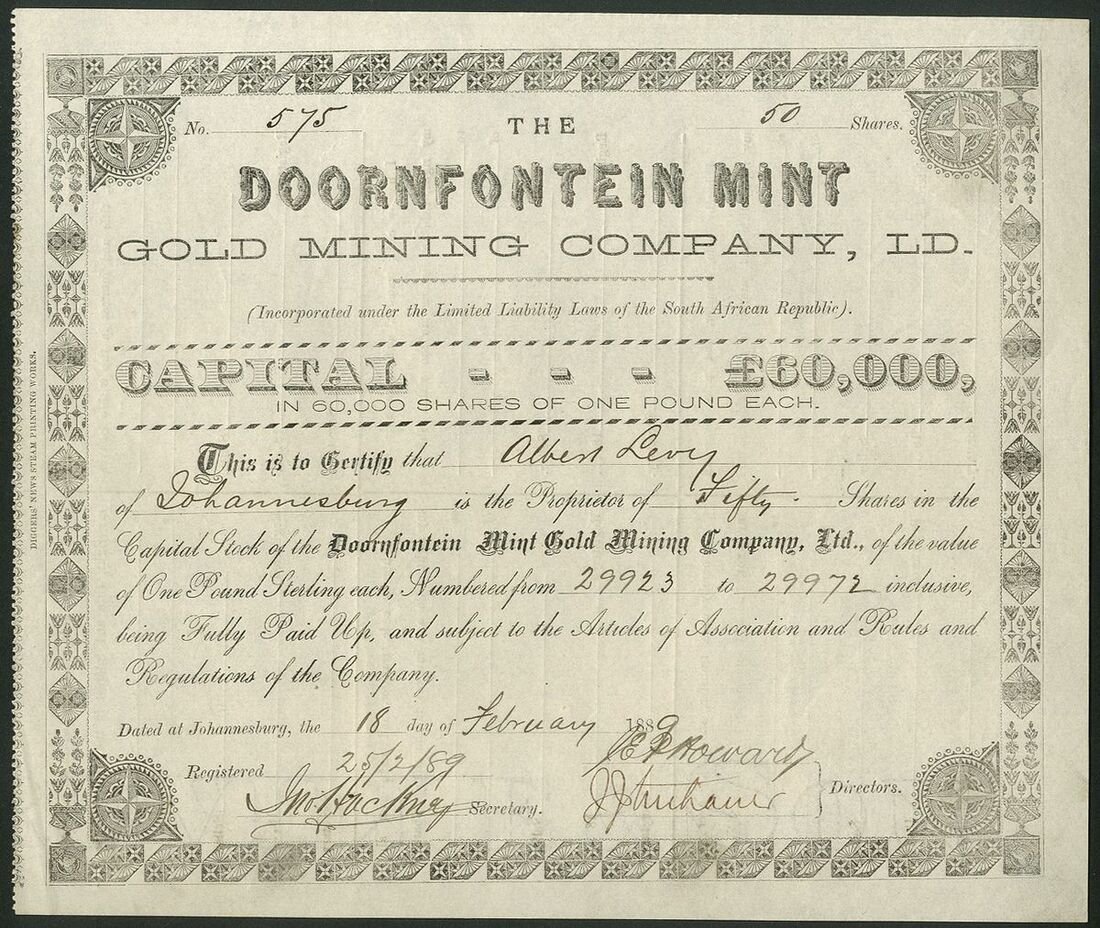 No. 575 THE 50 Shares.
DOORNFONTEIN MINT
GOLD MINING COMPANY, LD.
(Incorporated under the Limited Liability Laws of the South African Republic).
CAPITAL - - - £60,000,
IN 60,000 SHARES OF ONE POUND EACH.
This is to Certify that Albert Levy
of Johannesburg is the Proprietor of Fifty Shares in the
Capital Stock of the Doornfontein Mint Gold Mining Company, Ltd., of the value
of One Pound Sterling each, Numbered from 29923 to 29972 inclusive,
being Fully Paid Up, and subject to the Articles of Association and Rules and
Regulations of the Company.
Dated at Johannesburg, the 18 day of February 1889
Howard
Registered 25/2/89
Directors.
Secretary.
DIGGERS' NEWS STEAM PRINTING WORKS.